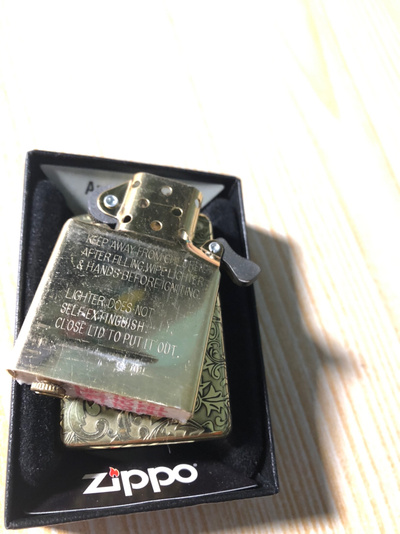 KEEP AWAY FROM CHILDREN
AFTER FILLING, WIPE LIGHTER
& HANDS BEFORE IGNITING
LIGHTER DOES NOT
SELF-EXTINGUISH
CLOSE LID TO PUT IT OUT.
zippo